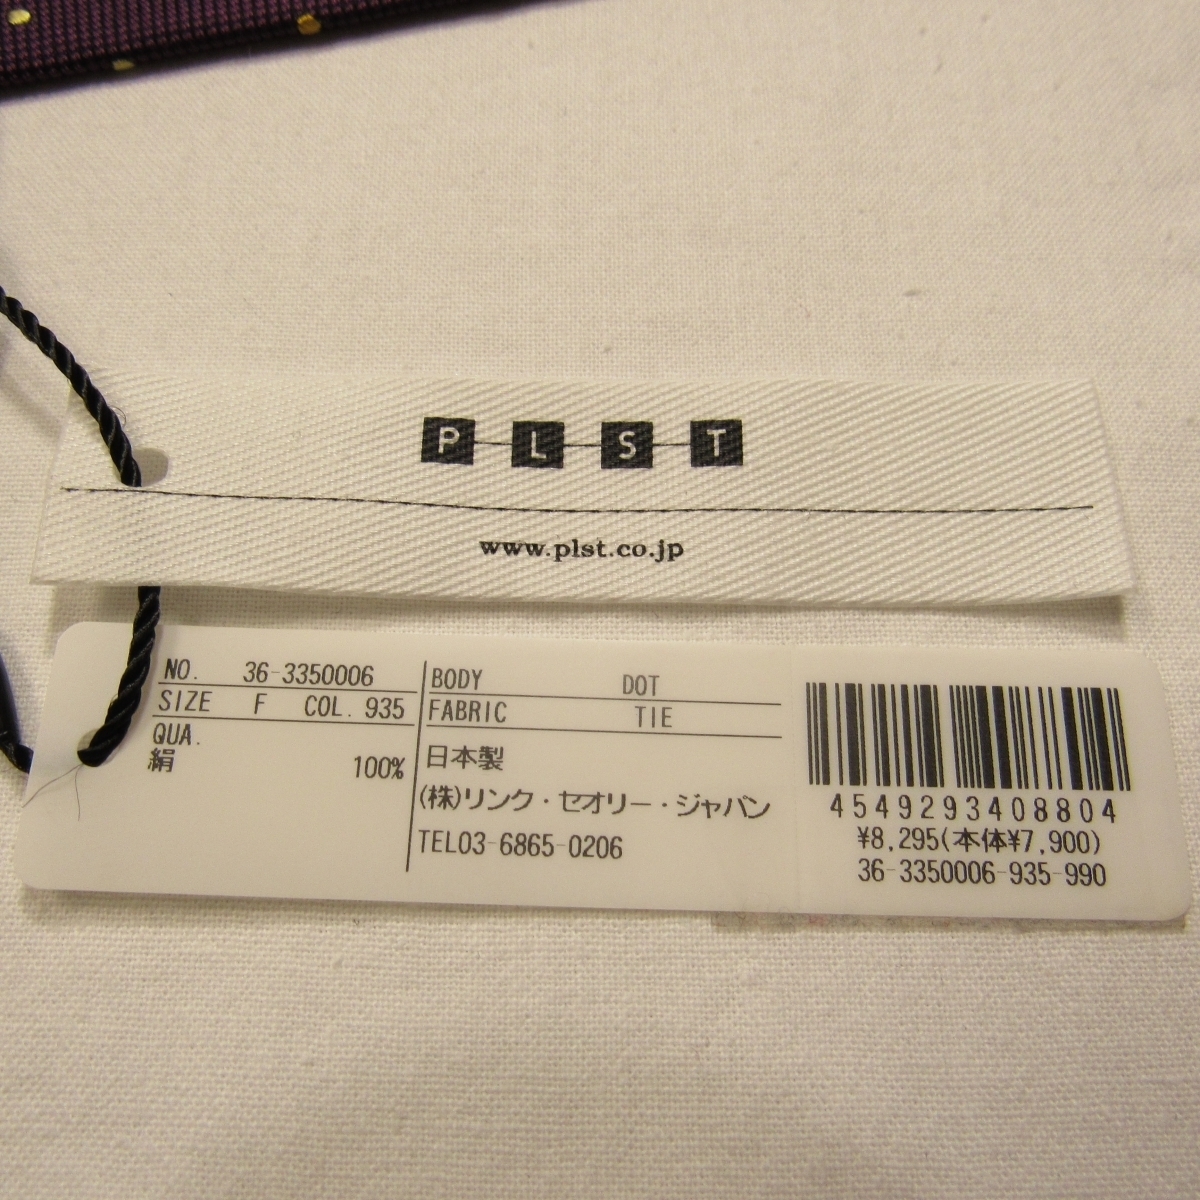 P L S T
www.plst.co.jp
NO. 36-3350006
SIZE F COL. 935
QUA.
絹 100%
BODY DOT
FABRIC TIE
日本製
(株)リンク・セオリー・ジャパン
TEL03-6865-0206
4549293408804
¥8,295(本体¥7,900)
36-3350006-935-990